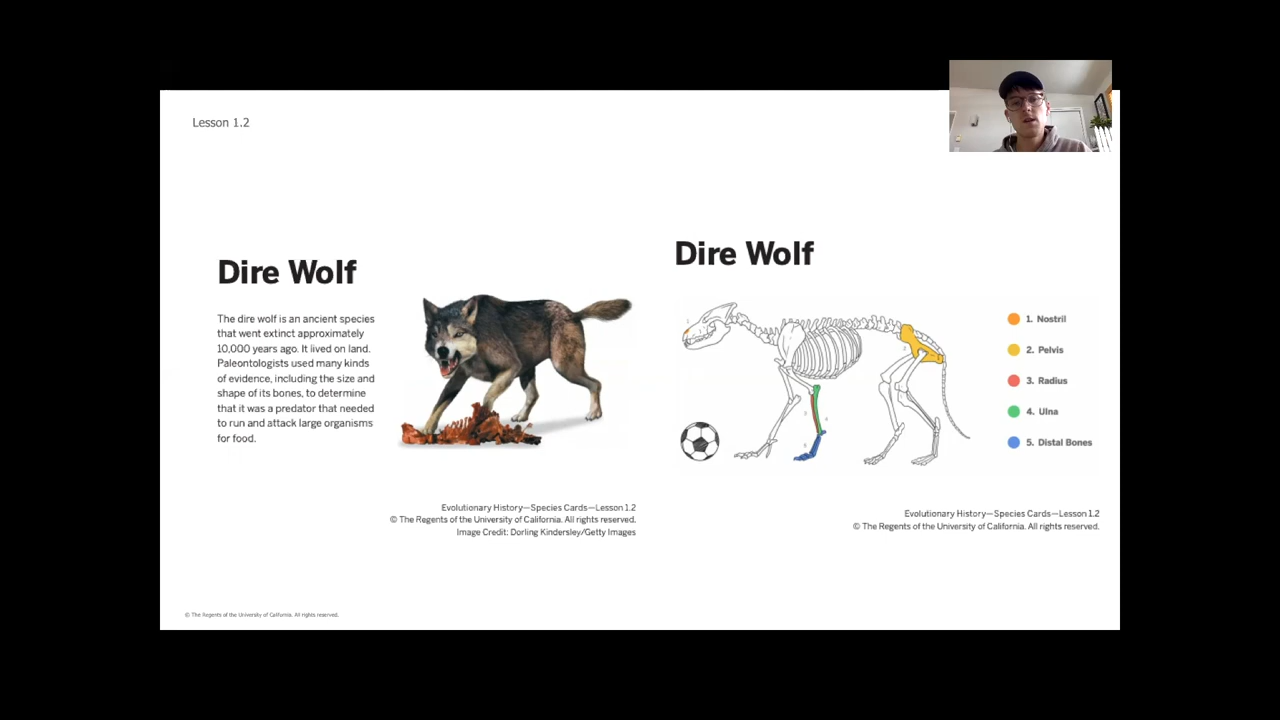 Lesson 1.2
Dire Wolf
The dire wolf is an ancient species
that went extinct approximately
10,000 years ago. It lived on land.
Paleontologists used many kinds
of evidence, including the size and
shape of its bones, to determine
that it was a predator that needed
to run and attack large organisms
for food.
Evolutionary History—Species Cards—Lesson 1.2
© The Regents of the University of California. All rights reserved.
Image Credit: Dorling Kindersley/Getty Images
Dire Wolf
1
2
3
4
5
1. Nostril
2. Pelvis
3. Radius
4. Ulna
5. Distal Bones
Evolutionary History—Species Cards—Lesson 1.2
© The Regents of the University of California. All rights reserved.
© The Regents of the University of California. All rights reserved.